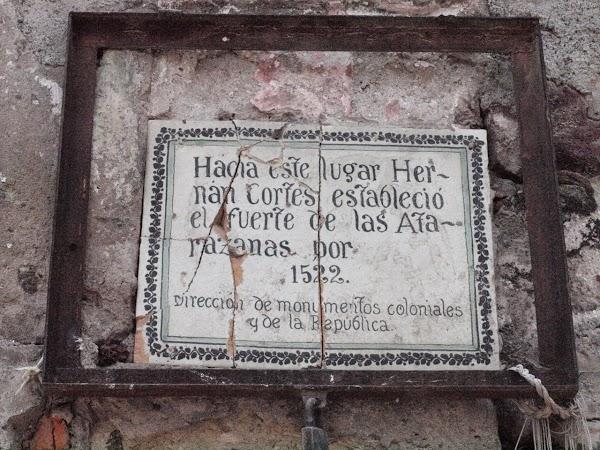 Hacia este lugar Her-
nán Cortés estableció
el fuerte de las Ata-
razanas por
1522.
Dirección de monumentos coloniales
y de la República.